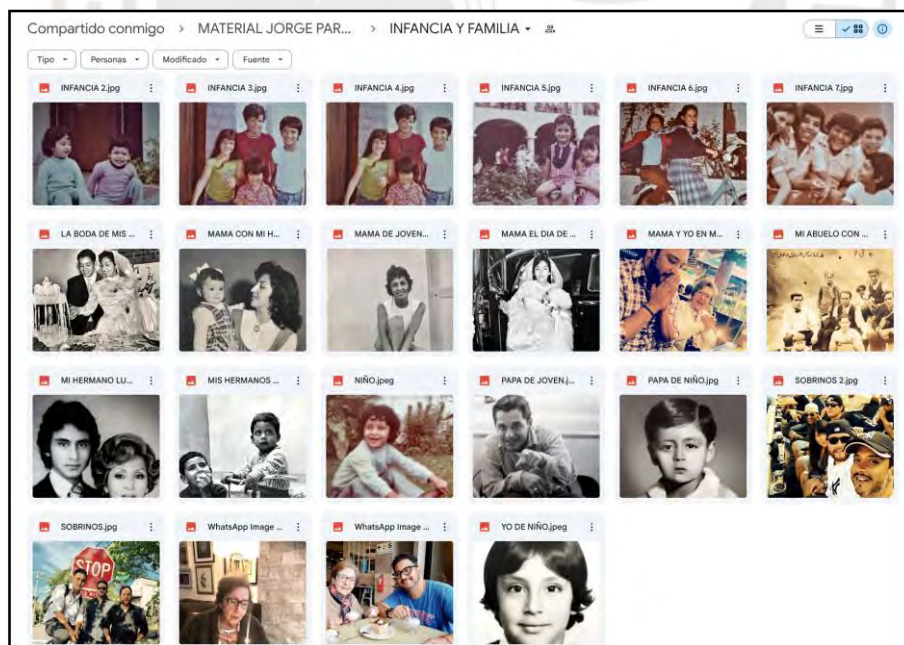 Compartido conmigo > MATERIAL JORGE PAR... > INFANCIA Y FAMILIA
Tipo Personas Modificado Fuente
INFANCIA 2.jpg INFANCIA 3.jpg INFANCIA 4.jpg INFANCIA 5.jpg INFANCIA 6.jpg INFANCIA 7.jpg
LA BODA DE MIS ... MAMA CON MI H... MAMA DE JOVEN... MAMA EL DIA DE ... MAMA Y YO EN M... MI ABUELO CON ...
MI HERMANO LU... MIS HERMANOS ... NIÑO.jpeg PAPA DE JOVEN.j... PAPA DE NIÑO.jpg SOBRINOS 2.jpg
SOBRINOS.jpg WhatsApp Image ... WhatsApp Image ... YO DE NIÑO.jpeg
STOP